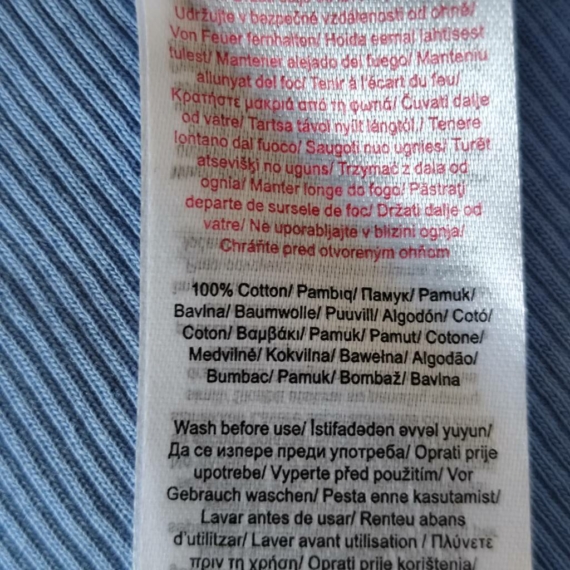 Udržujte v bezpečné vzdálenosti od ohně/
Von Feuer fernhalten/ Hoida eemal lahtisest
tulest/ Mantener alejado del fuego/ Manteniu
allunyat del foc/ Tenir à l'écart du feu/
Κρατήστε μακριά από τη φωτιά/ Čuvati dalje
od vatre/ Tartsa távol nyílt lángtól./ Tenere
lontano dal fuoco/ Saugoti nuo ugnies/ Turēt
atsevišķi no uguns/ Trzymać z dala od
ognia/ Manter longe do fogo/ Păstrați
departe de sursele de foc/ Držati dalje od
vatre/ Ne uporabljajte v bližini ognja/
Chráňte pred otvoreným ohňom
100% Cotton/ Pambıq/ Памук/ Pamuk/
Bavlna/ Baumwolle/ Puuvill/ Algodón/ Cotó/
Coton/ Βαμβάκι/ Pamuk/ Pamut/ Cotone/
Medvilnė/ Kokvilna/ Bawełna/ Algodão/
Bumbac/ Pamuk/ Bombaž/ Bavlna
Wash before use/ İstifadədən əvvəl yuyun/
Да се изпере преди употреба/ Oprati prije
upotrebe/ Vyperte před použitím/ Vor
Gebrauch waschen/ Pesta enne kasutamist/
Lavar antes de usar/ Renteu abans
d'utilitzar/ Laver avant utilisation / Πλύνετε
πριν τη χρήση/ Oprati prije korištenja/